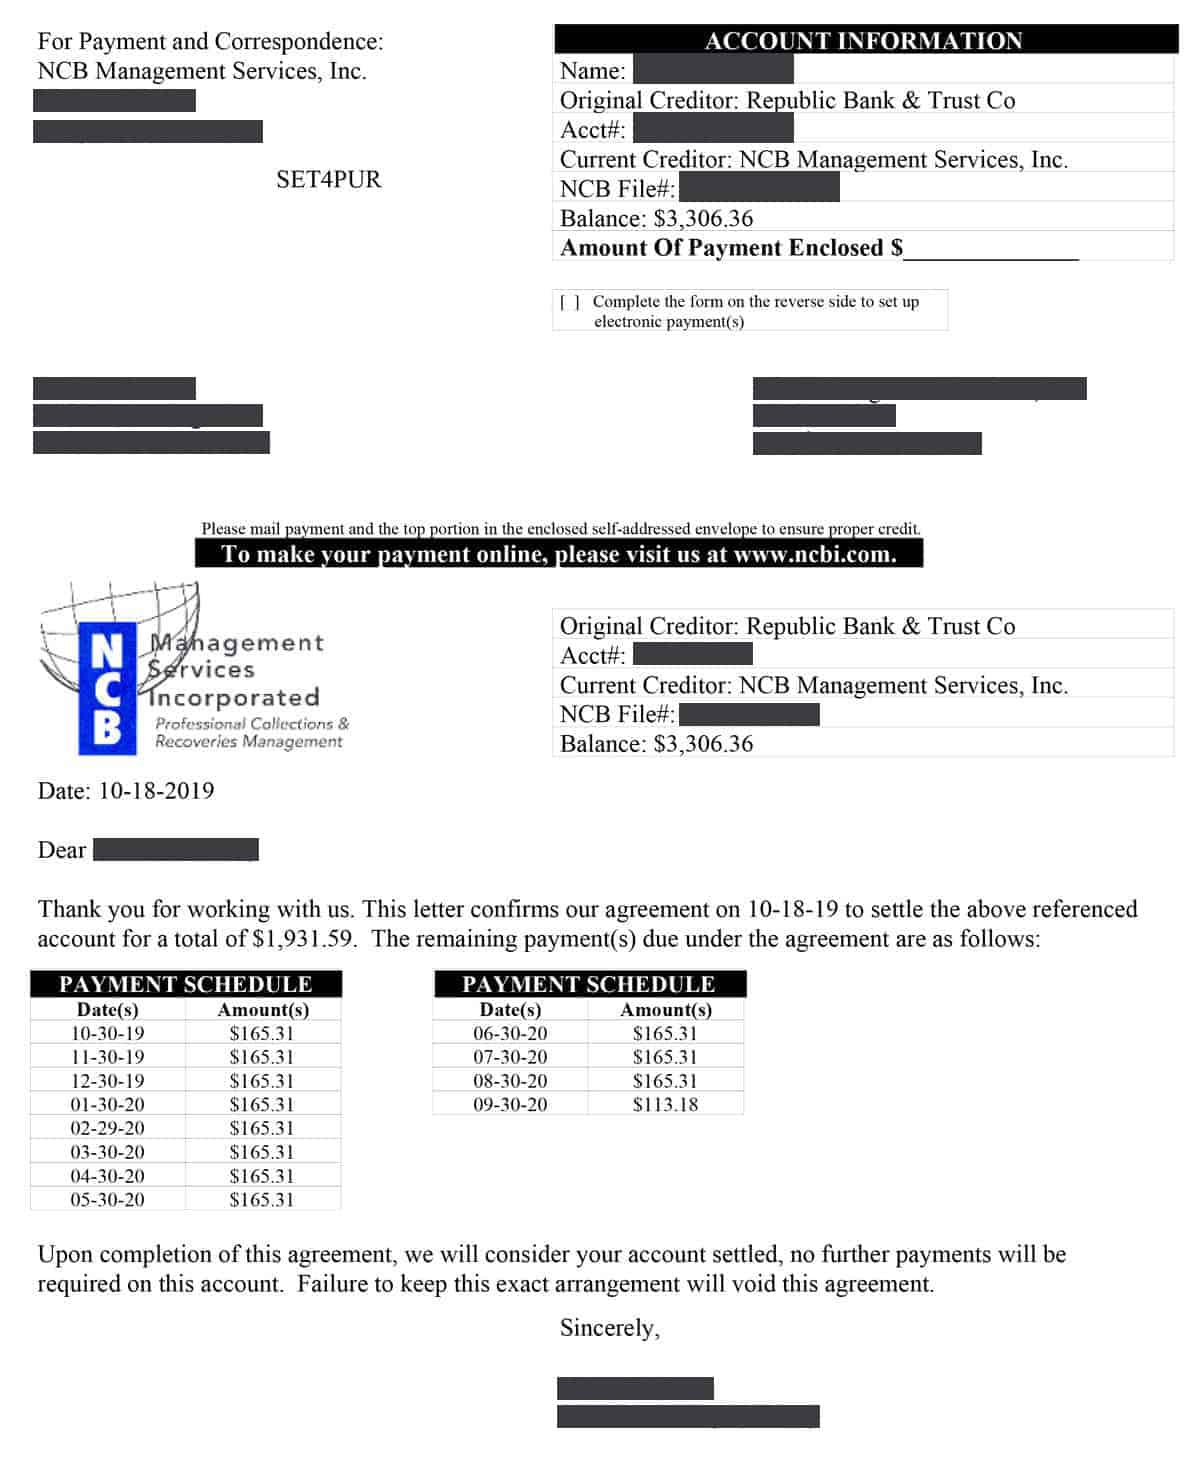 For Payment and Correspondence:
NCB Management Services, Inc.
SET4PUR
ACCOUNT INFORMATION
Name:
Original Creditor: Republic Bank & Trust Co
Acct#:
Current Creditor: NCB Management Services, Inc.
NCB File#:
Balance: $3,306.36
Amount Of Payment Enclosed $_______________
[ ] Complete the form on the reverse side to set up
electronic payment(s)
Please mail payment and the top portion in the enclosed self-addressed envelope to ensure proper credit.
To make your payment online, please visit us at www.ncbi.com.
NCB
Management
Services
Incorporated
Professional Collections &
Recoveries Management
Original Creditor: Republic Bank & Trust Co
Acct#:
Current Creditor: NCB Management Services, Inc.
NCB File#:
Balance: $3,306.36
Date: 10-18-2019
Dear
Thank you for working with us. This letter confirms our agreement on 10-18-19 to settle the above referenced
account for a total of $1,931.59. The remaining payment(s) due under the agreement are as follows:
PAYMENT SCHEDULE
Date(s) Amount(s)
10-30-19 $165.31
11-30-19 $165.31
12-30-19 $165.31
01-30-20 $165.31
02-29-20 $165.31
03-30-20 $165.31
04-30-20 $165.31
05-30-20 $165.31
PAYMENT SCHEDULE
Date(s) Amount(s)
06-30-20 $165.31
07-30-20 $165.31
08-30-20 $165.31
09-30-20 $113.18
Upon completion of this agreement, we will consider your account settled, no further payments will be
required on this account. Failure to keep this exact arrangement will void this agreement.
Sincerely,